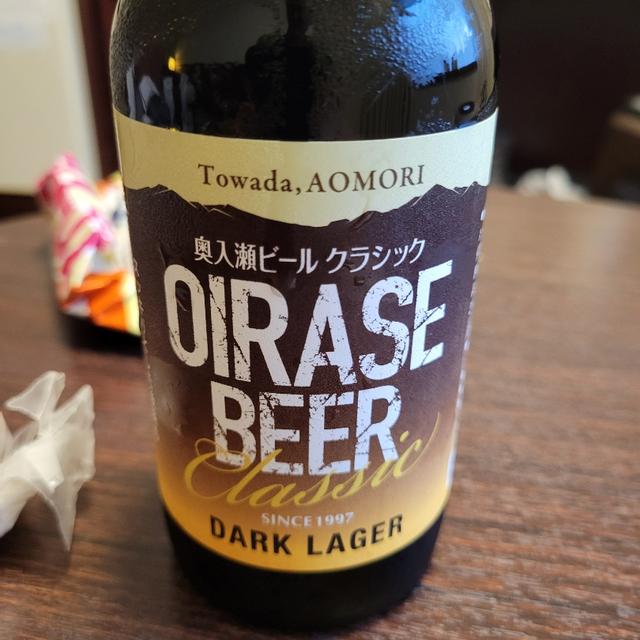 Towada, AOMORI
奥入瀬ビール クラシック
OIRASE
BEER
Classic
SINCE 1997
DARK LAGER